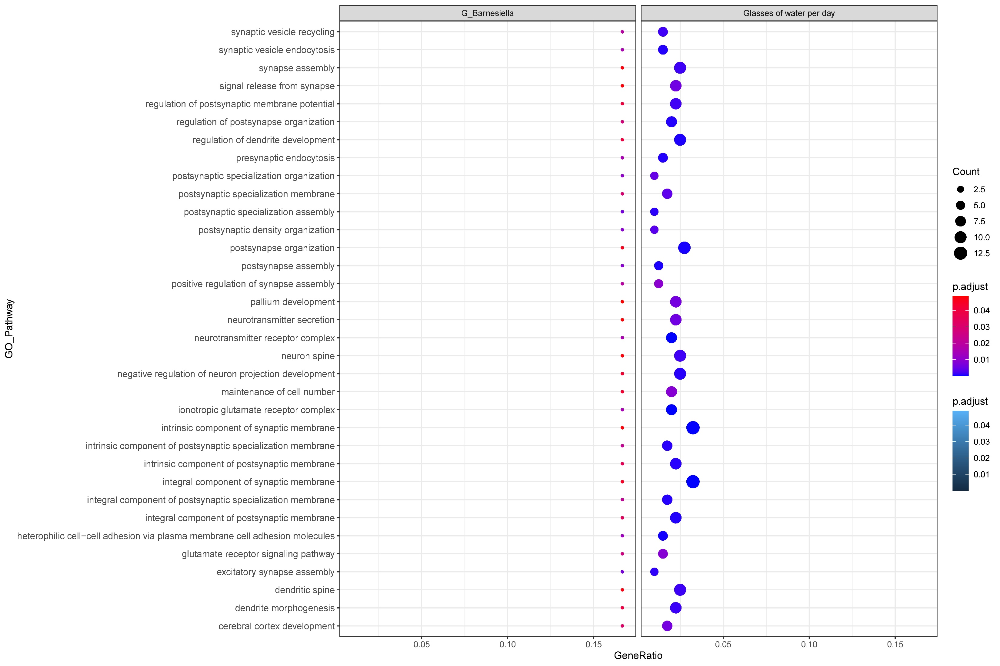 G_Barnesiella
Glasses of water per day
synaptic vesicle recycling
synaptic vesicle endocytosis
synapse assembly
signal release from synapse
regulation of postsynaptic membrane potential
regulation of postsynapse organization
regulation of dendrite development
presynaptic endocytosis
postsynaptic specialization organization
postsynaptic specialization membrane
postsynaptic specialization assembly
postsynaptic density organization
postsynapse organization
postsynapse assembly
positive regulation of synapse assembly
pallium development
neurotransmitter secretion
neurotransmitter receptor complex
neuron spine
negative regulation of neuron projection development
maintenance of cell number
ionotropic glutamate receptor complex
intrinsic component of synaptic membrane
intrinsic component of postsynaptic specialization membrane
intrinsic component of postsynaptic membrane
integral component of synaptic membrane
integral component of postsynaptic specialization membrane
integral component of postsynaptic membrane
heterophilic cell−cell adhesion via plasma membrane cell adhesion molecules
glutamate receptor signaling pathway
excitatory synapse assembly
dendritic spine
dendrite morphogenesis
cerebral cortex development
GO_Pathway
0.05 0.10 0.15
0.05 0.10 0.15
GeneRatio
Count
2.5
5.0
7.5
10.0
12.5
p.adjust
0.04
0.03
0.02
0.01
p.adjust
0.04
0.03
0.02
0.01